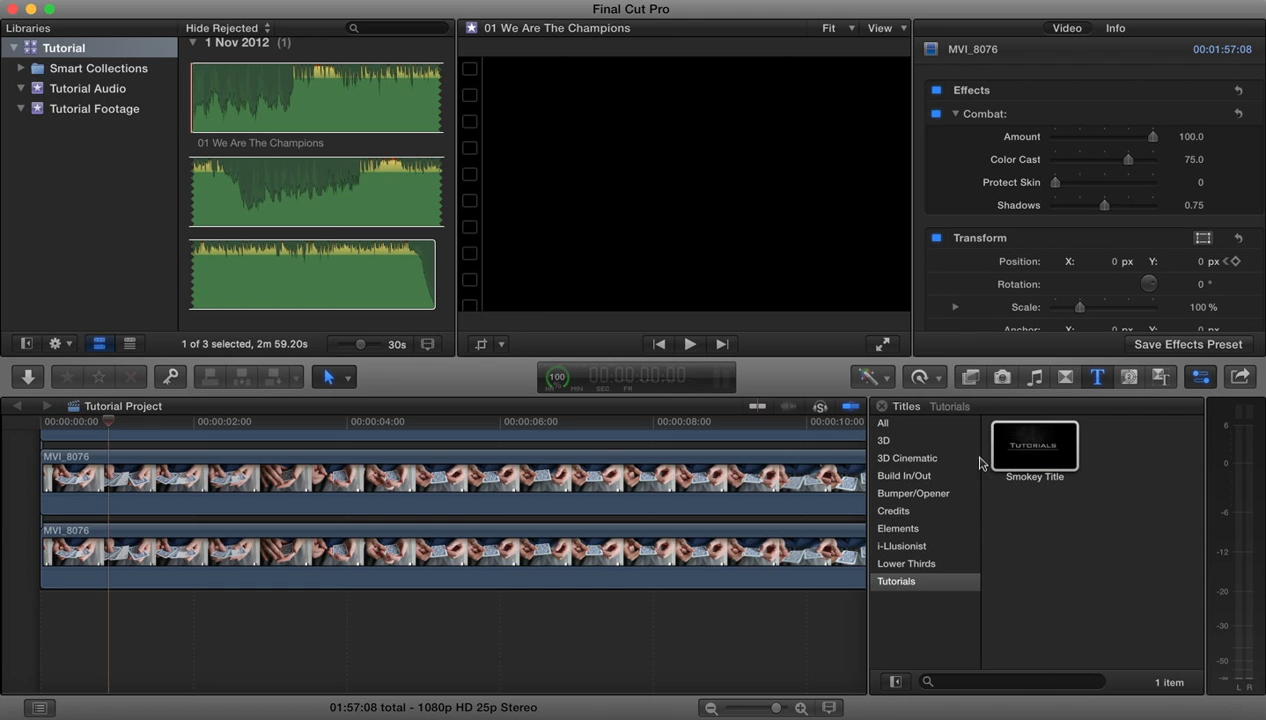 Final Cut Pro
Libraries
Hide Rejected
01 We Are The Champions
Fit
View
Video
Info
Tutorial
Smart Collections
Tutorial Audio
Tutorial Footage
1 Nov 2012 (1)
01 We Are The Champions
MVI_8076
00:01:57:08
Effects
Combat:
Amount
100.0
Color Cast
75.0
Protect Skin
0
Shadows
0.75
Transform
Position:
X:
0 px
Y:
0 px
Rotation:
0 °
Scale:
100 %
Anchor:
X:
0 px
Y:
0 px
1 of 3 selected, 2m 59.20s
30s
Save Effects Preset
100
HR
MIN
SEC
FR
00:00:00:00
Tutorial Project
00:00:00:00
00:00:02:00
00:00:04:00
00:00:06:00
00:00:08:00
00:00:10:00
MVI_8076
MVI_8076
Titles
Tutorials
All
3D
3D Cinematic
Build In/Out
Bumper/Opener
Credits
Elements
i-Llusionist
Lower Thirds
Tutorials
TUTORIALS
Smokey Title
1 item
6
0
-6
-12
-20
-30
-50
-∞
L R
01:57:08 total - 1080p HD 25p Stereo